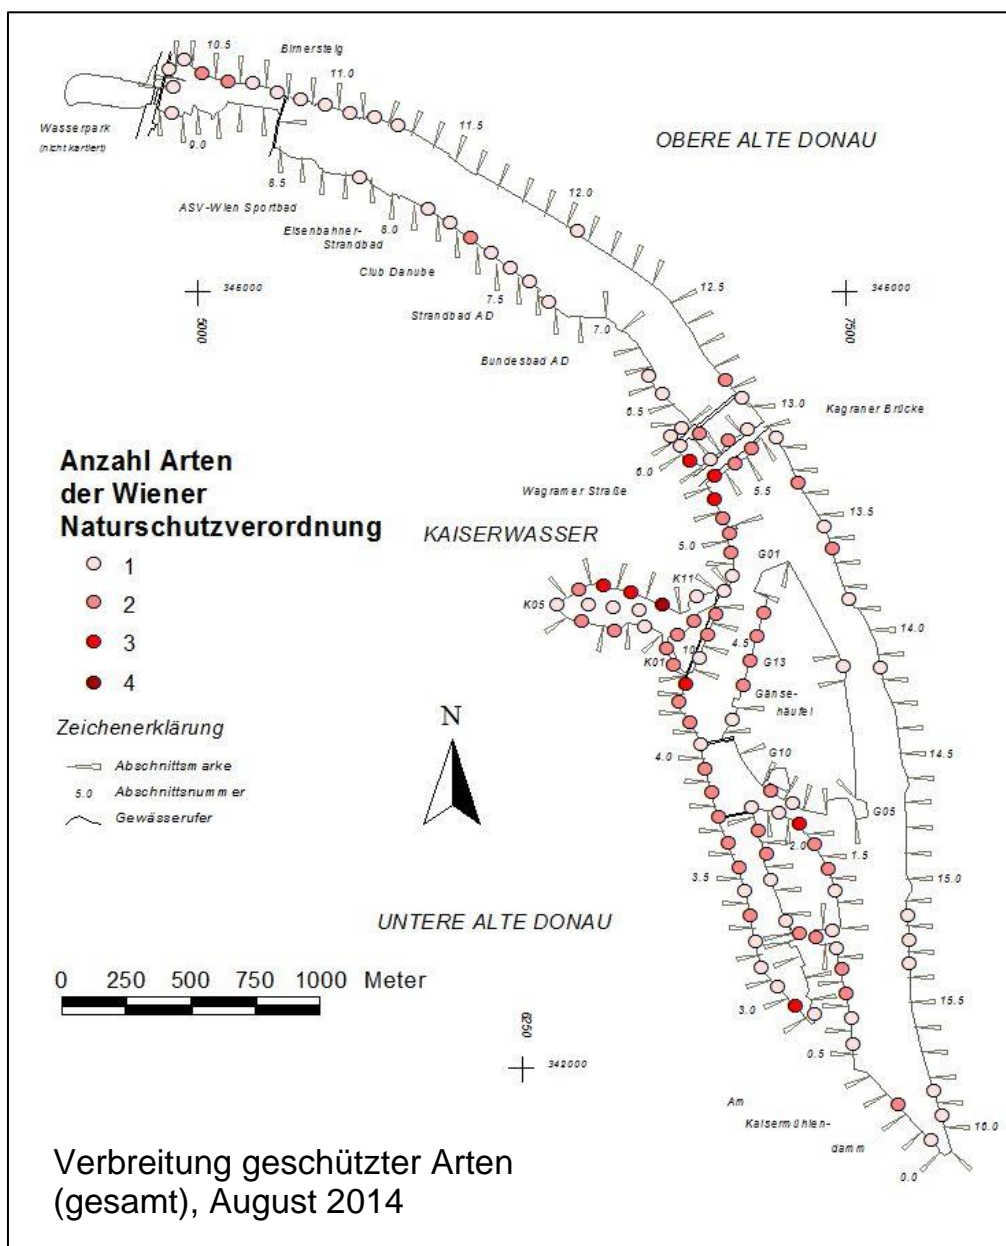 10.5
Birnersteig
11.0
11.5
OBERE ALTE DONAU
Wasserpark
(nicht kartiert)
9.0
8.5
12.0
ASV-Wien Sportbad
Eisenbahner-
Strandbad
8.0
Club Danube
12.5
346000
346000
5000
7500
7.5
Strandbad AD
7.0
Bundesbad AD
6.5
13.0
Kagraner Brücke
6.0
5.5
Wagramer Straße
Anzahl Arten
der Wiener
Naturschutzverordnung
1
2
3
4
13.5
KAISERWASSER
5.0
G01
K11
K05
14.0
4.5
10
K01
G13
Gänse-
häufel
Zeichenerklärung
Abschnittsmarke
5.0 Abschnittsnummer
Gewässerufer
N
4.0
G10
14.5
G05
2.0
1.5
3.5
15.0
UNTERE ALTE DONAU
0 250 500 750 1000 Meter
3.0
15.5
6250
342000
0.5
Am
Kaisermühlen-
damm
16.0
0.0
Verbreitung geschützter Arten
(gesamt), August 2014